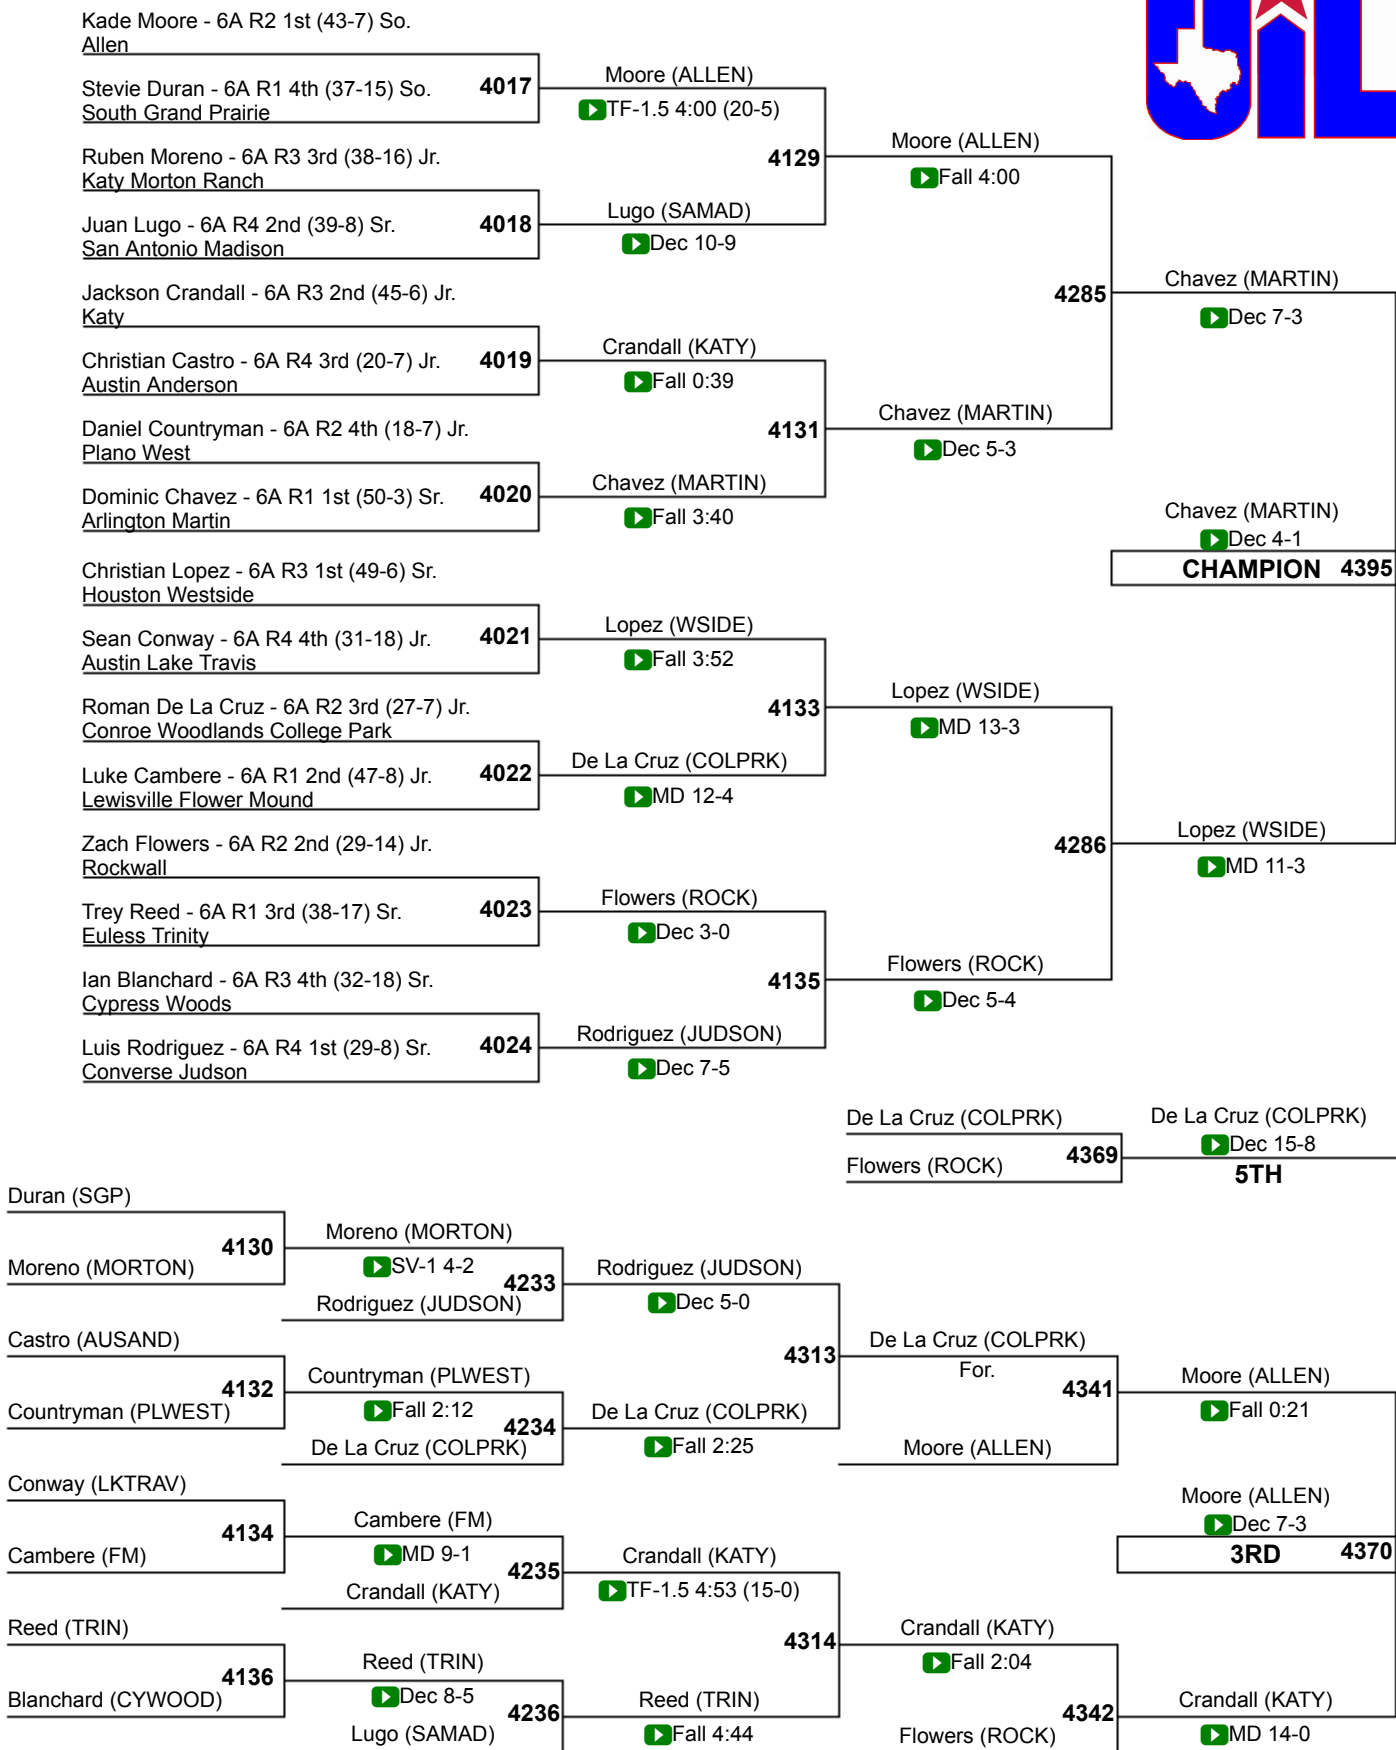 UIL
Kade Moore - 6A R2 1st (43-7) So.
Allen
4017
Stevie Duran - 6A R1 4th (37-15) So.
South Grand Prairie
Moore (ALLEN)
TF-1.5 4:00 (20-5)
4129
Ruben Moreno - 6A R3 3rd (38-16) Jr.
Katy Morton Ranch
4018
Juan Lugo - 6A R4 2nd (39-8) Sr.
San Antonio Madison
Lugo (SAMAD)
Dec 10-9
Moore (ALLEN)
Fall 4:00
4285
Jackson Crandall - 6A R3 2nd (45-6) Jr.
Katy
4019
Christian Castro - 6A R4 3rd (20-7) Jr.
Austin Anderson
Crandall (KATY)
Fall 0:39
4131
Daniel Countryman - 6A R2 4th (18-7) Jr.
Plano West
4020
Dominic Chavez - 6A R1 1st (50-3) Sr.
Arlington Martin
Chavez (MARTIN)
Fall 3:40
Chavez (MARTIN)
Dec 5-3
Chavez (MARTIN)
Dec 7-3
Chavez (MARTIN)
Dec 4-1
CHAMPION 4395
Christian Lopez - 6A R3 1st (49-6) Sr.
Houston Westside
4021
Sean Conway - 6A R4 4th (31-18) Jr.
Austin Lake Travis
Lopez (WSIDE)
Fall 3:52
4133
Roman De La Cruz - 6A R2 3rd (27-7) Jr.
Conroe Woodlands College Park
4022
Luke Cambere - 6A R1 2nd (47-8) Jr.
Lewisville Flower Mound
De La Cruz (COLPRK)
MD 12-4
Lopez (WSIDE)
MD 13-3
4286
Zach Flowers - 6A R2 2nd (29-14) Jr.
Rockwall
4023
Trey Reed - 6A R1 3rd (38-17) Sr.
Euless Trinity
Flowers (ROCK)
Dec 3-0
4135
Ian Blanchard - 6A R3 4th (32-18) Sr.
Cypress Woods
4024
Luis Rodriguez - 6A R4 1st (29-8) Sr.
Converse Judson
Rodriguez (JUDSON)
Dec 7-5
Flowers (ROCK)
Dec 5-4
Lopez (WSIDE)
MD 11-3
De La Cruz (COLPRK)
4369
Flowers (ROCK)
De La Cruz (COLPRK)
Dec 15-8
5TH
Duran (SGP)
4130
Moreno (MORTON)
Moreno (MORTON)
SV-1 4-2
4233
Rodriguez (JUDSON)
Rodriguez (JUDSON)
Dec 5-0
4313
Castro (AUSAND)
4132
Countryman (PLWEST)
Countryman (PLWEST)
Fall 2:12
4234
De La Cruz (COLPRK)
De La Cruz (COLPRK)
Fall 2:25
De La Cruz (COLPRK)
For.
4341
Moore (ALLEN)
Moore (ALLEN)
Fall 0:21
Moore (ALLEN)
Dec 7-3
3RD 4370
Conway (LKTRAV)
4134
Cambere (FM)
Cambere (FM)
MD 9-1
4235
Crandall (KATY)
Crandall (KATY)
TF-1.5 4:53 (15-0)
4314
Reed (TRIN)
4136
Blanchard (CYWOOD)
Reed (TRIN)
Dec 8-5
4236
Lugo (SAMAD)
Reed (TRIN)
Fall 4:44
Crandall (KATY)
Fall 2:04
4342
Flowers (ROCK)
Crandall (KATY)
MD 14-0